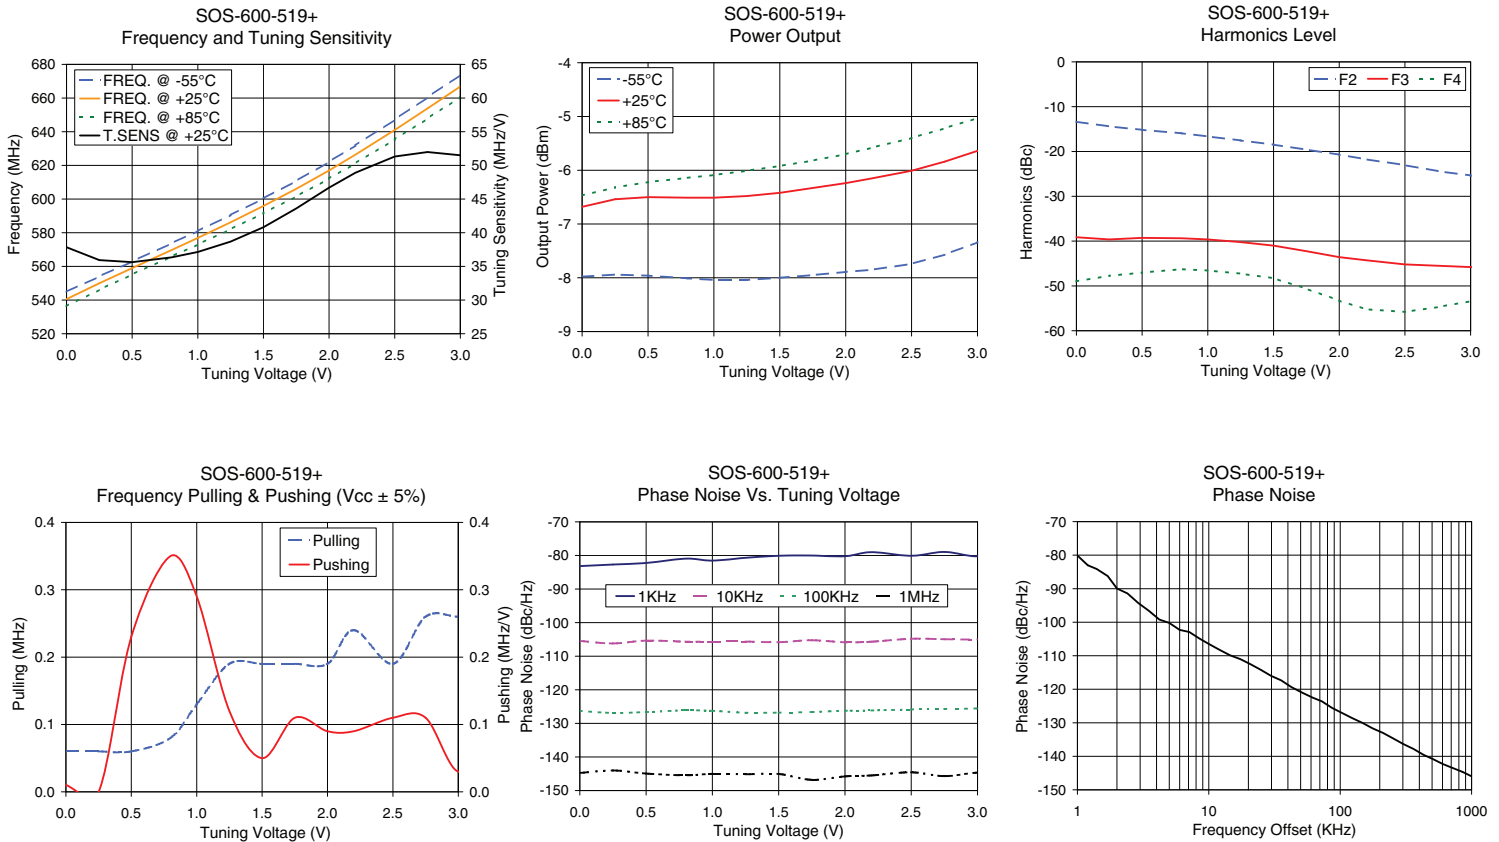 SOS-600-519+
Frequency and Tuning Sensitivity
680
660
640
620
600
580
560
540
520
Frequency (MHz)
FREQ. @ -55°C
FREQ. @ +25°C
FREQ. @ +85°C
T.SENS @ +25°C
65
60
55
50
45
40
35
30
25
Tuning Sensitivity (MHz/V)
0.0 0.5 1.0 1.5 2.0 2.5 3.0
Tuning Voltage (V)
SOS-600-519+
Power Output
-4
-5
-6
-7
-8
-9
Output Power (dBm)
-55°C
+25°C
+85°C
0.0 0.5 1.0 1.5 2.0 2.5 3.0
Tuning Voltage (V)
SOS-600-519+
Harmonics Level
0
-10
-20
-30
-40
-50
-60
Harmonics (dBc)
F2 F3 F4
0.0 0.5 1.0 1.5 2.0 2.5 3.0
Tuning Voltage (V)
SOS-600-519+
Frequency Pulling & Pushing (Vcc ± 5%)
0.4
0.3
0.2
0.1
0.0
Pulling (MHz)
Pulling
Pushing
0.4
0.3
0.2
0.1
0.0
Pushing (MHz/V)
0.0 0.5 1.0 1.5 2.0 2.5 3.0
Tuning Voltage (V)
SOS-600-519+
Phase Noise Vs. Tuning Voltage
-70
-80
-90
-100
-110
-120
-130
-140
-150
Phase Noise (dBc/Hz)
1KHz 10KHz 100KHz 1MHz
0.0 0.5 1.0 1.5 2.0 2.5 3.0
Tuning Voltage (V)
SOS-600-519+
Phase Noise
-70
-80
-90
-100
-110
-120
-130
-140
-150
Phase Noise (dBc/Hz)
1 10 100 1000
Frequency Offset (KHz)